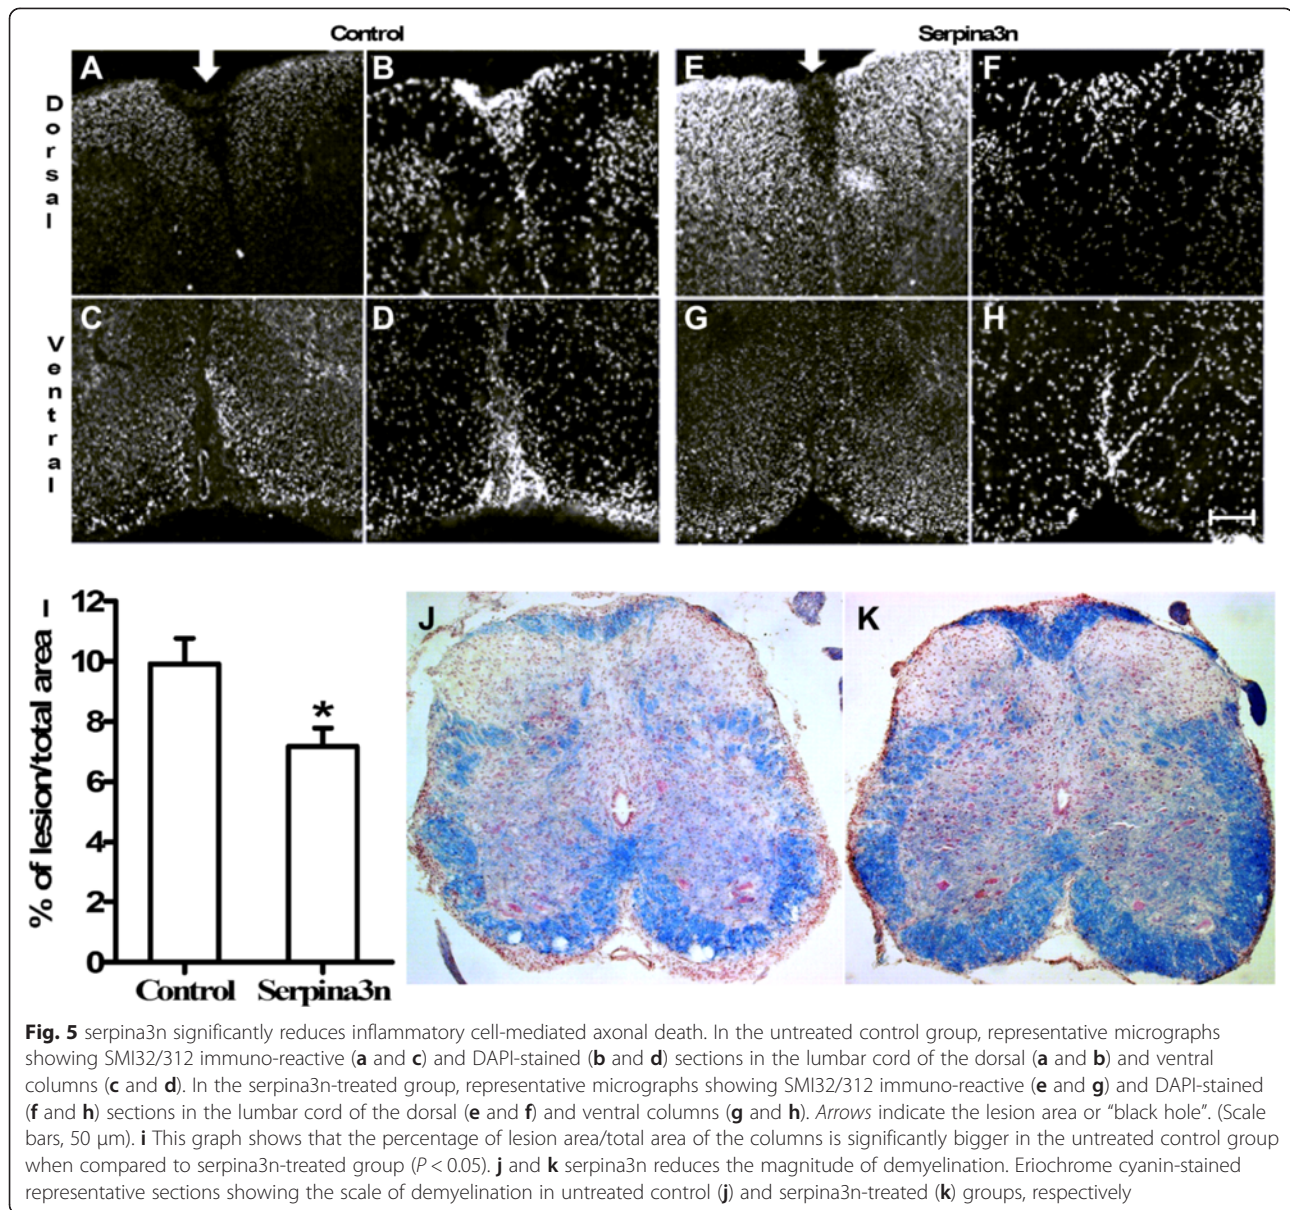 Control
Serpina3n
A
B
E
F
Dorsal
C
D
G
H
Ventral
I
12
10
8
6
4
2
0
% of lesion/total area
*
Control
Serpina3n
J
K
Fig. 5 serpina3n significantly reduces inflammatory cell-mediated axonal death. In the untreated control group, representative micrographs
showing SMI32/312 immuno-reactive (a and c) and DAPI-stained (b and d) sections in the lumbar cord of the dorsal (a and b) and ventral
columns (c and d). In the serpina3n-treated group, representative micrographs showing SMI32/312 immuno-reactive (e and g) and DAPI-stained
(f and h) sections in the lumbar cord of the dorsal (e and f) and ventral columns (g and h). Arrows indicate the lesion area or “black hole”. (Scale
bars, 50 μm). i This graph shows that the percentage of lesion area/total area of the columns is significantly bigger in the untreated control group
when compared to serpina3n-treated group (P < 0.05). j and k serpina3n reduces the magnitude of demyelination. Eriochrome cyanin-stained
representative sections showing the scale of demyelination in untreated control (j) and serpina3n-treated (k) groups, respectively